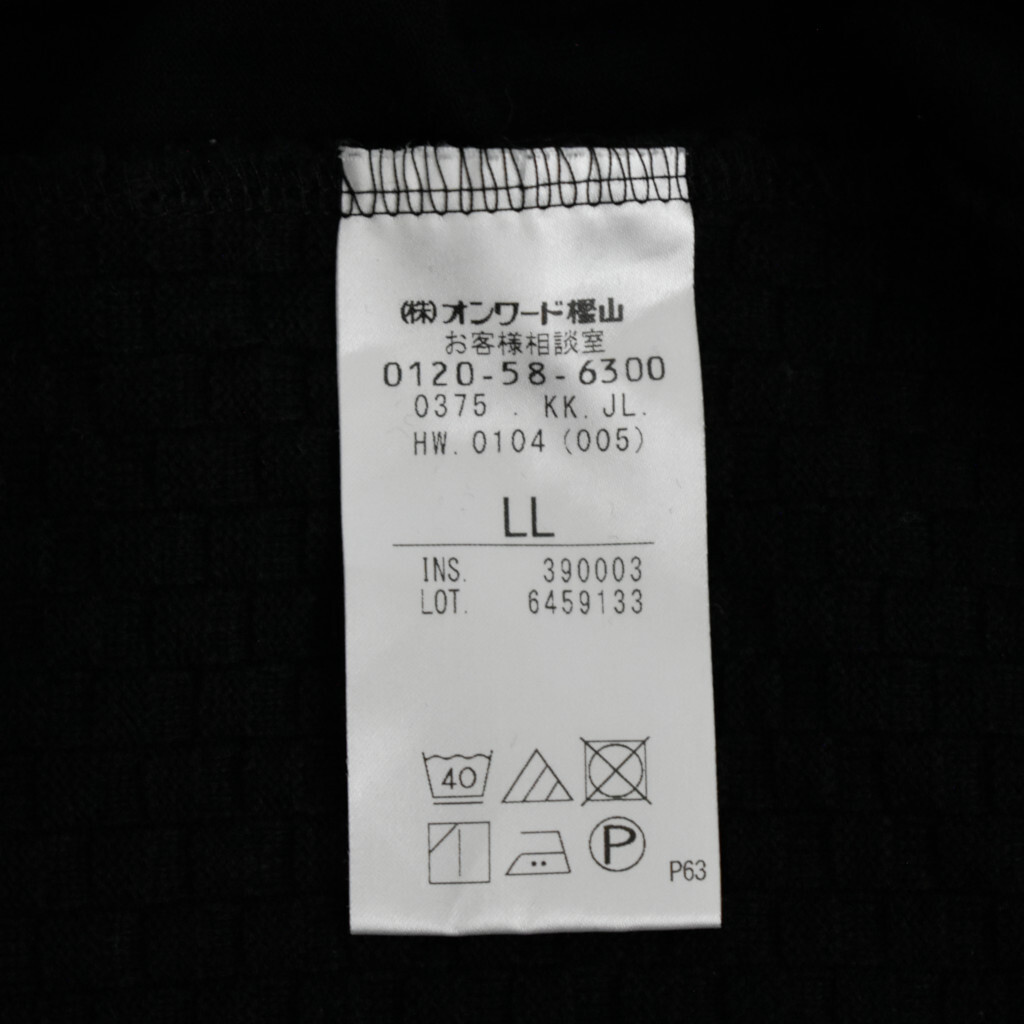 (株)オンワード樫山
お客様相談室
0120-58-6300
0375 . KK. JL.
HW. 0104 (005)
LL
INS. 390003
LOT. 6459133
40
P
P63